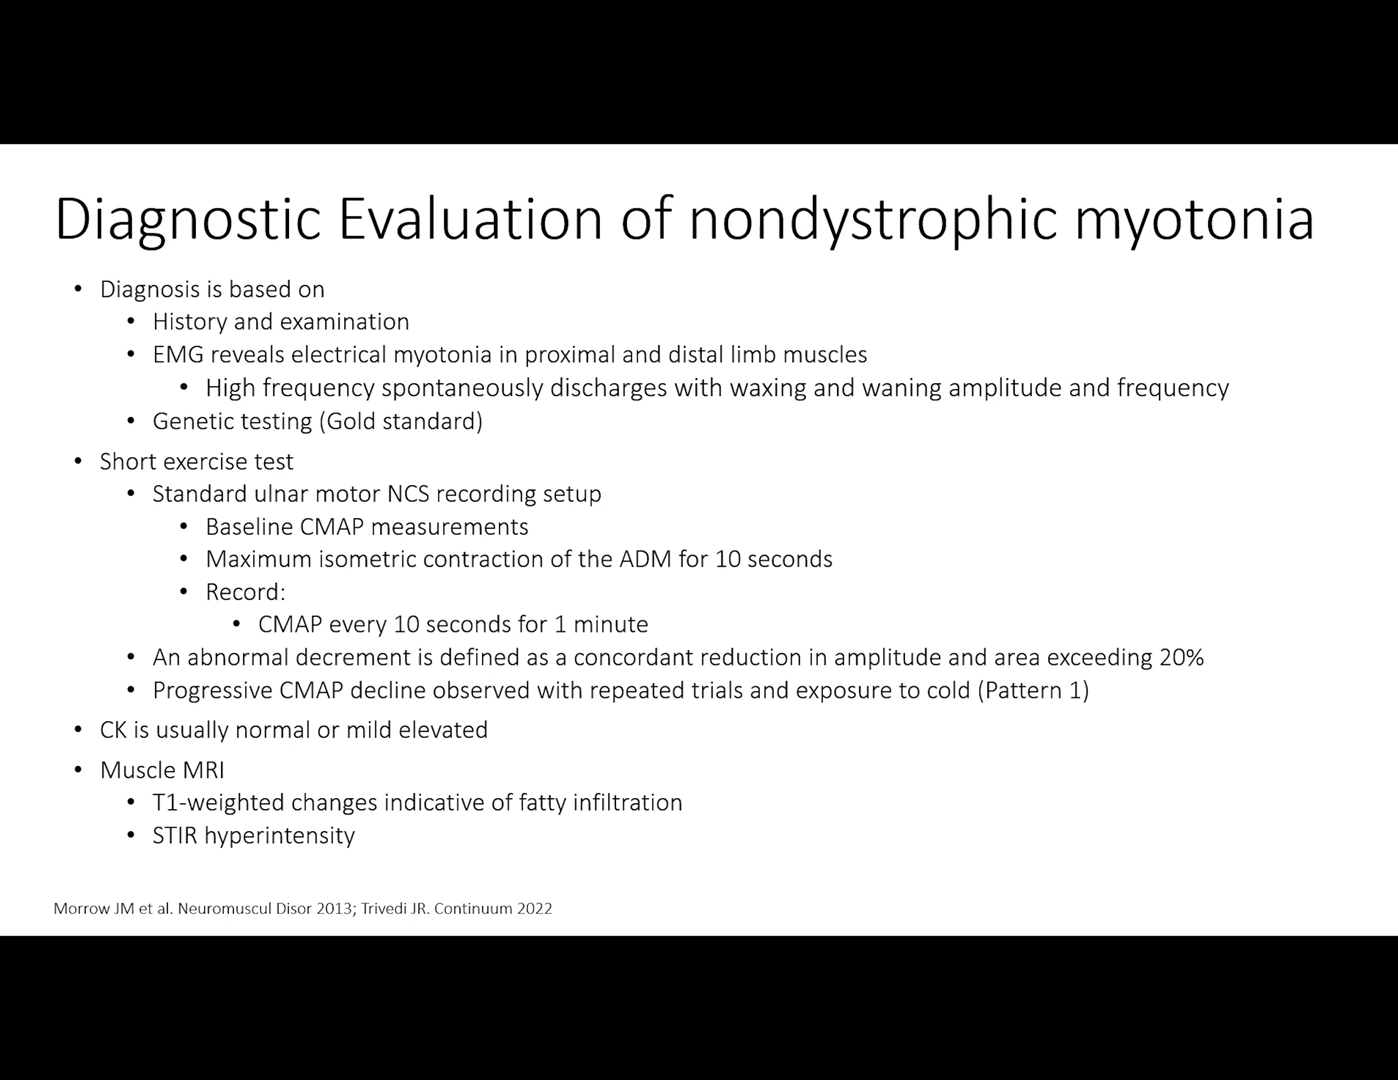 Diagnostic Evaluation of nondystrophic myotonia
• Diagnosis is based on
• History and examination
• EMG reveals electrical myotonia in proximal and distal limb muscles
• High frequency spontaneously discharges with waxing and waning amplitude and frequency
• Genetic testing (Gold standard)
• Short exercise test
• Standard ulnar motor NCS recording setup
• Baseline CMAP measurements
• Maximum isometric contraction of the ADM for 10 seconds
• Record:
• CMAP every 10 seconds for 1 minute
• An abnormal decrement is defined as a concordant reduction in amplitude and area exceeding 20%
• Progressive CMAP decline observed with repeated trials and exposure to cold (Pattern 1)
• CK is usually normal or mild elevated
• Muscle MRI
• T1-weighted changes indicative of fatty infiltration
• STIR hyperintensity
Morrow JM et al. Neuromuscul Disor 2013; Trivedi JR. Continuum 2022